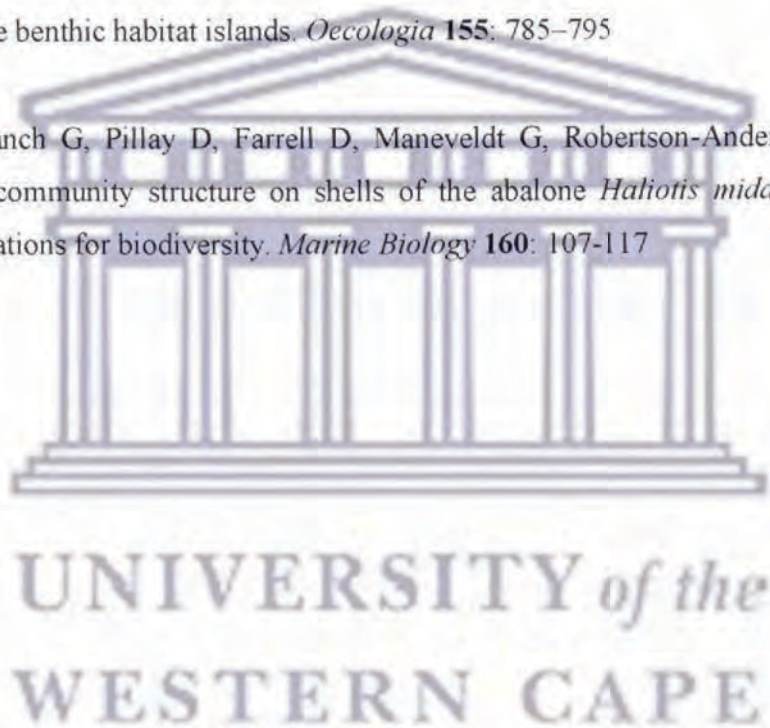 e benthic habitat islands. Oecologia 155: 785–795
anch G, Pillay D, Farrell D, Maneveldt G, Robertson-Ander
community structure on shells of the abalone Haliotis mida
ations for biodiversity. Marine Biology 160: 107-117
UNIVERSITY of the
WESTERN CAPE